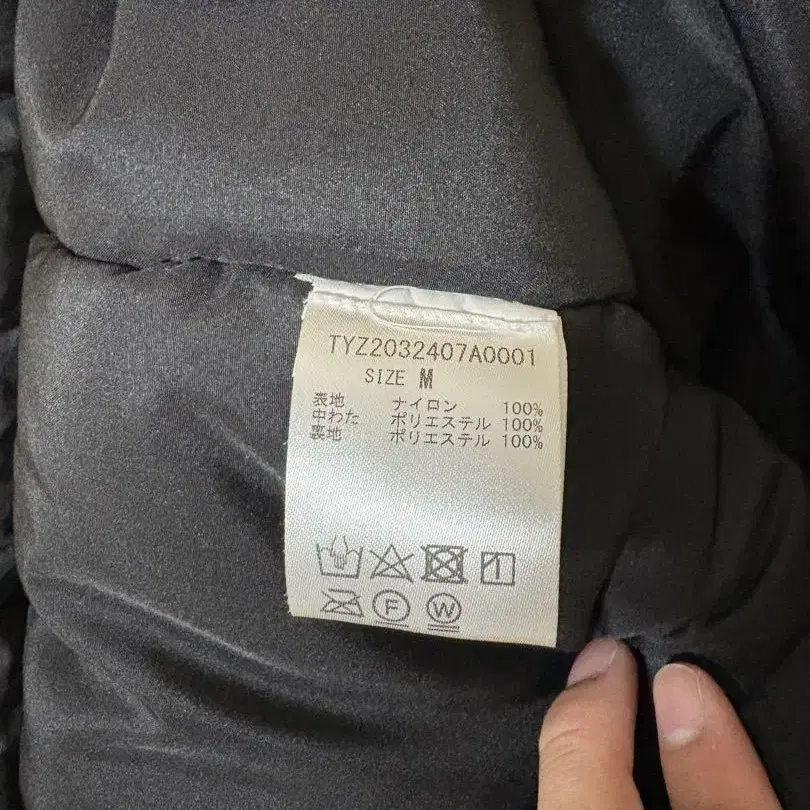 TYZ2032407A0001
SIZE M
表地 ナイロン 100%
中わた ポリエステル 100%
裏地 ポリエステル 100%
F W